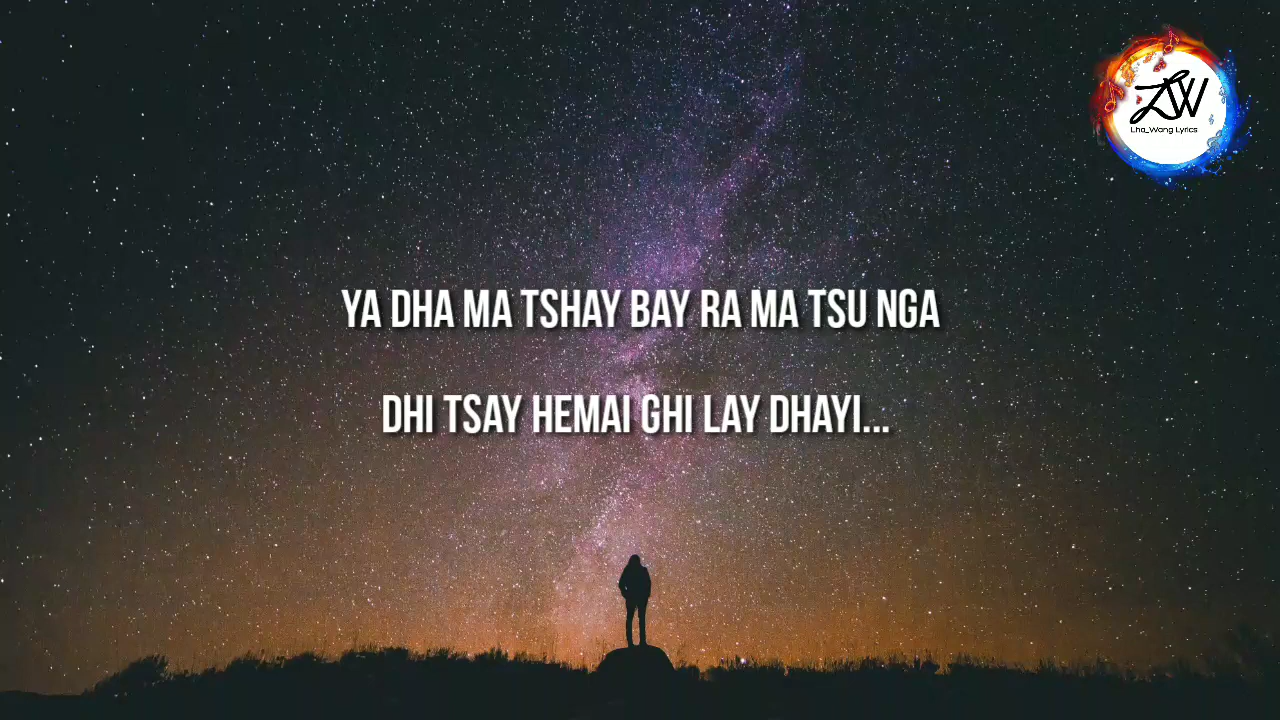 LW
Lha_Wang Lyrics
YA DHA MA TSHAY BAY RA MA TSU NGA
DHI TSAY HEMAI GHI LAY DHAYI...